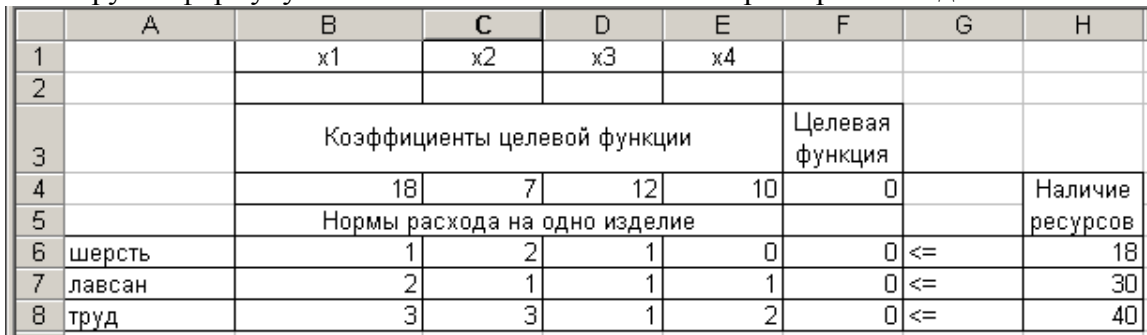 A B C D E F G H
1 x1 x2 x3 x4
2
3 Коэффициенты целевой функции Целевая функция
4 18 7 12 10 0 Наличие
5 Нормы расхода на одно изделие ресурсов
6 шерсть 1 2 1 0 0 <= 18
7 лавсан 2 1 1 1 0 <= 30
8 труд 3 3 1 2 0 <= 40